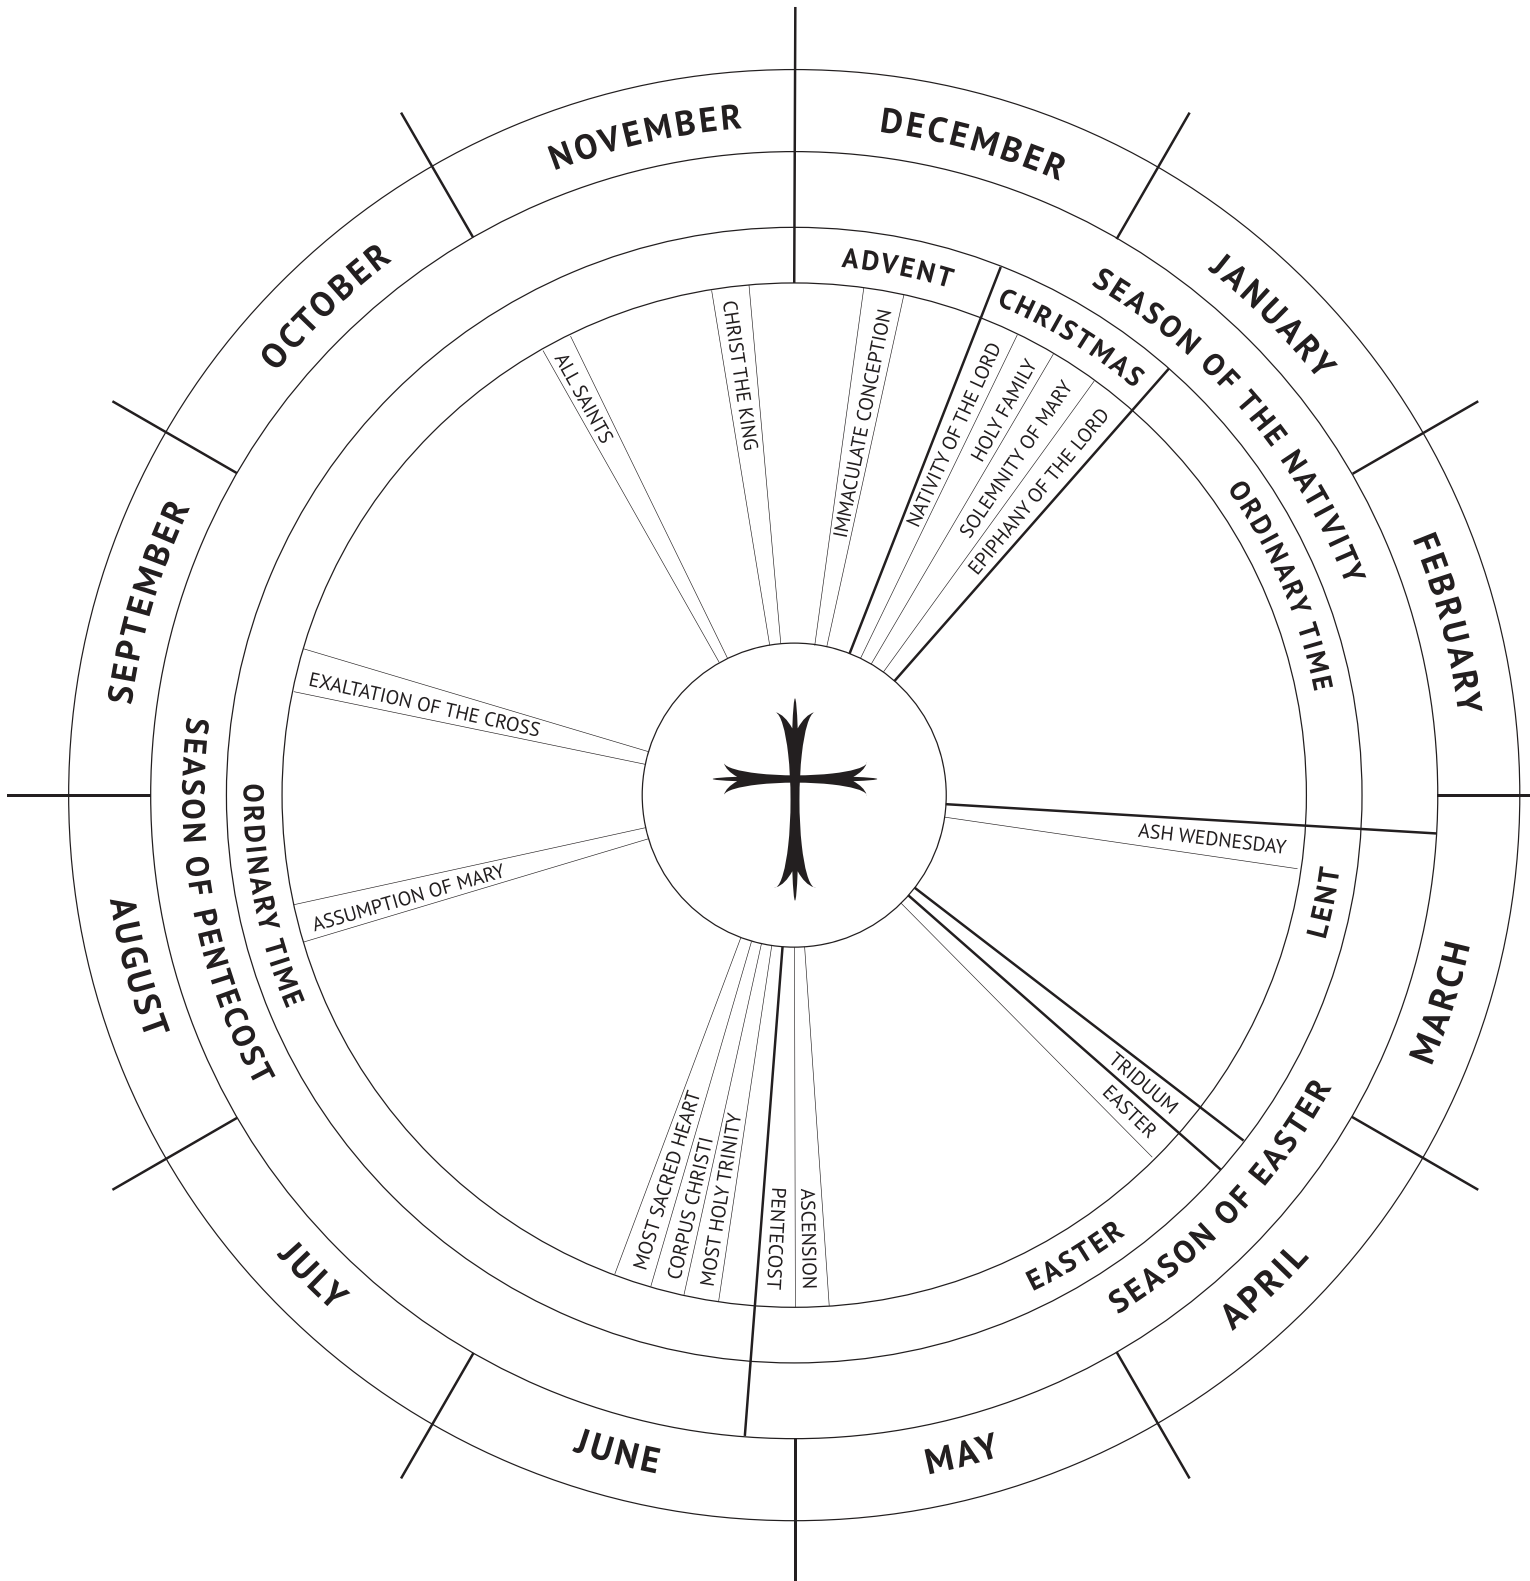 DECEMBER
JANUARY
FEBRUARY
MARCH
APRIL
MAY
JUNE
JULY
AUGUST
SEPTEMBER
OCTOBER
NOVEMBER
SEASON OF THE NATIVITY
SEASON OF EASTER
SEASON OF PENTECOST
ADVENT
CHRISTMAS
ORDINARY TIME
LENT
EASTER
ORDINARY TIME
IMMACULATE CONCEPTION
NATIVITY OF THE LORD
HOLY FAMILY
SOLEMNITY OF MARY
EPIPHANY OF THE LORD
ASH WEDNESDAY
TRIDUUM
EASTER
ASCENSION
PENTECOST
MOST HOLY TRINITY
CORPUS CHRISTI
MOST SACRED HEART
ASSUMPTION OF MARY
EXALTATION OF THE CROSS
ALL SAINTS
CHRIST THE KING